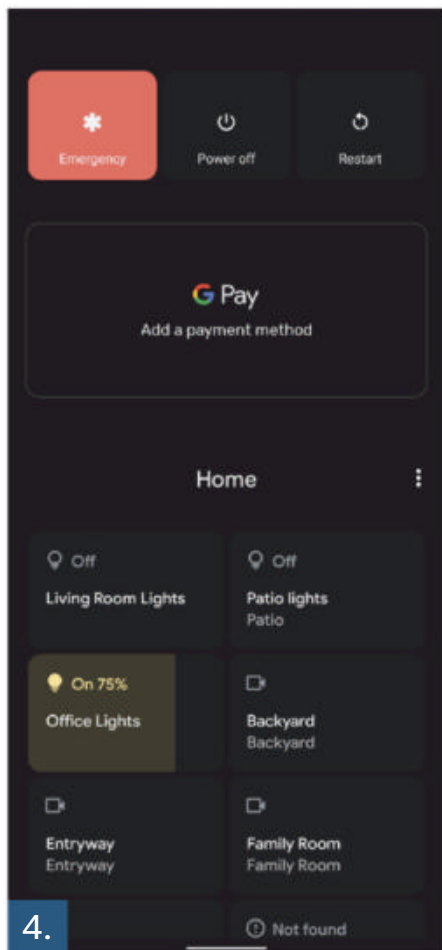 Emergency
Power off
Restart
G Pay
Add a payment method
Home
Off
Living Room Lights
Off
Patio lights
Patio
On 75%
Office Lights
Backyard
Backyard
Entryway
Entryway
Family Room
Family Room
Not found
4.